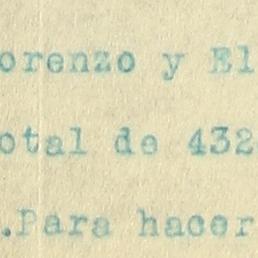 orenzo y El
otal de 432
.Para hacer